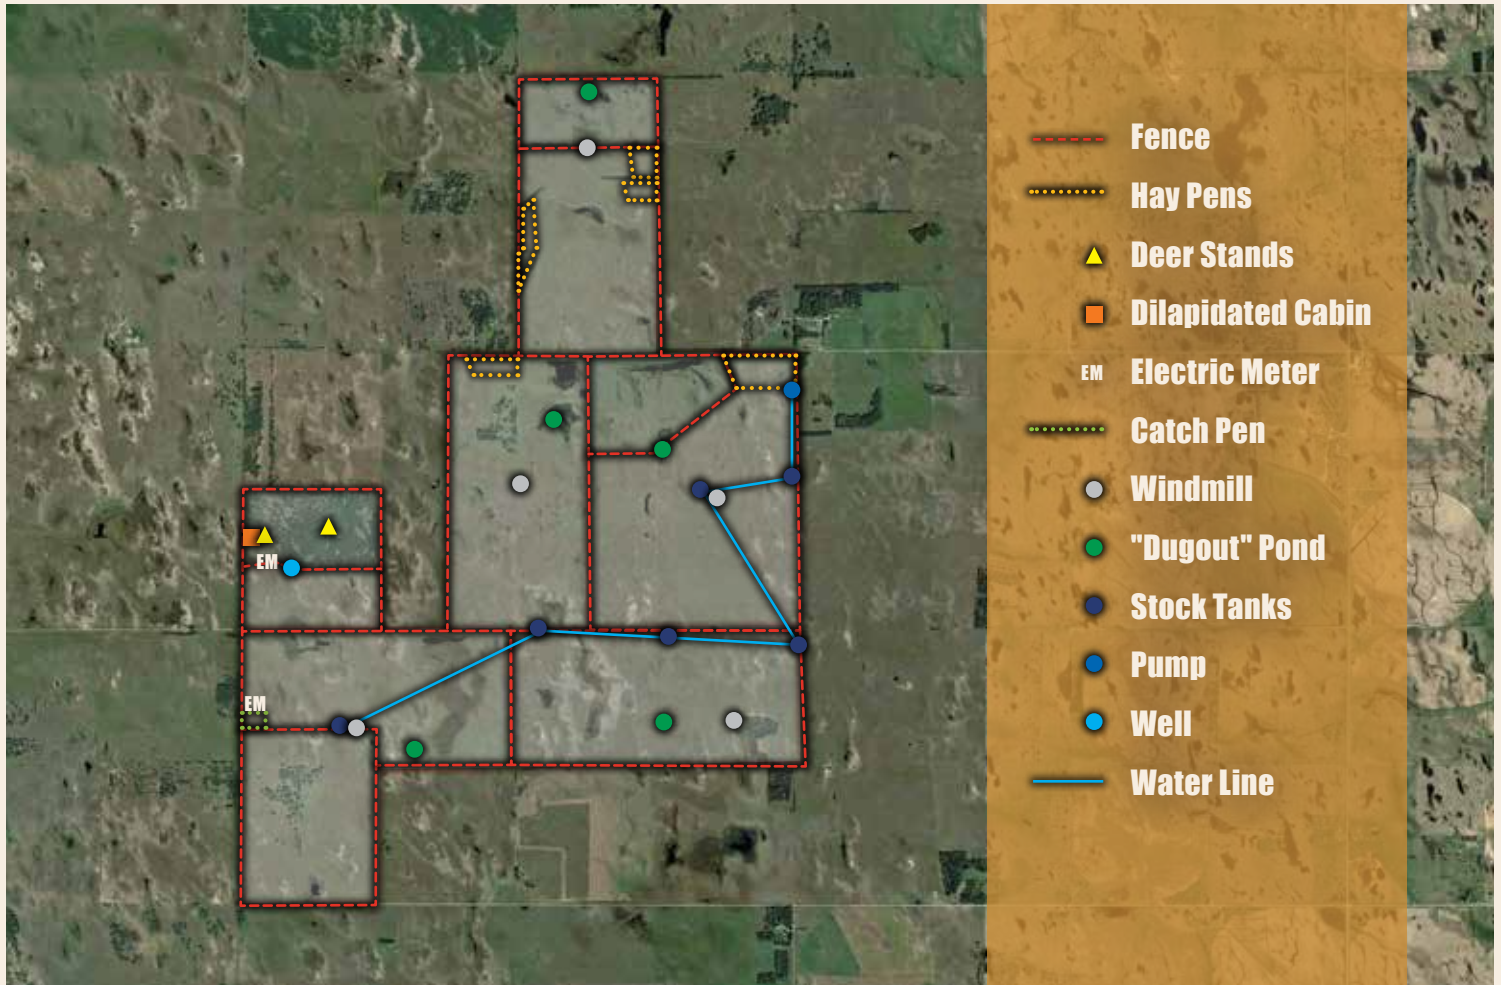 Fence
Hay Pens
Deer Stands
Dilapidated Cabin
EM Electric Meter
Catch Pen
Windmill
"Dugout" Pond
Stock Tanks
Pump
Well
Water Line
EM
EM